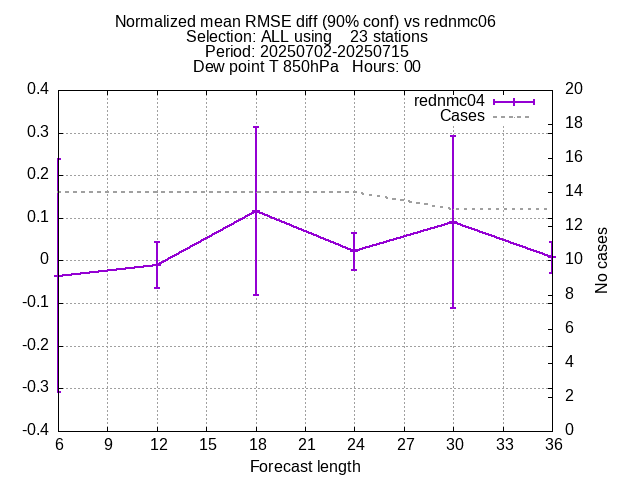 Normalized mean RMSE diff (90% conf) vs rednmc06
Selection: ALL using    23 stations
Period: 20250702-20250715
Dew point T 850hPa   Hours: 00
rednmc04
Cases
0.4
0.3
0.2
0.1
0
-0.1
-0.2
-0.3
-0.4
20
18
16
14
12
10
8
6
4
2
0
No cases
6 9 12 15 18 21 24 27 30 33 36
Forecast length